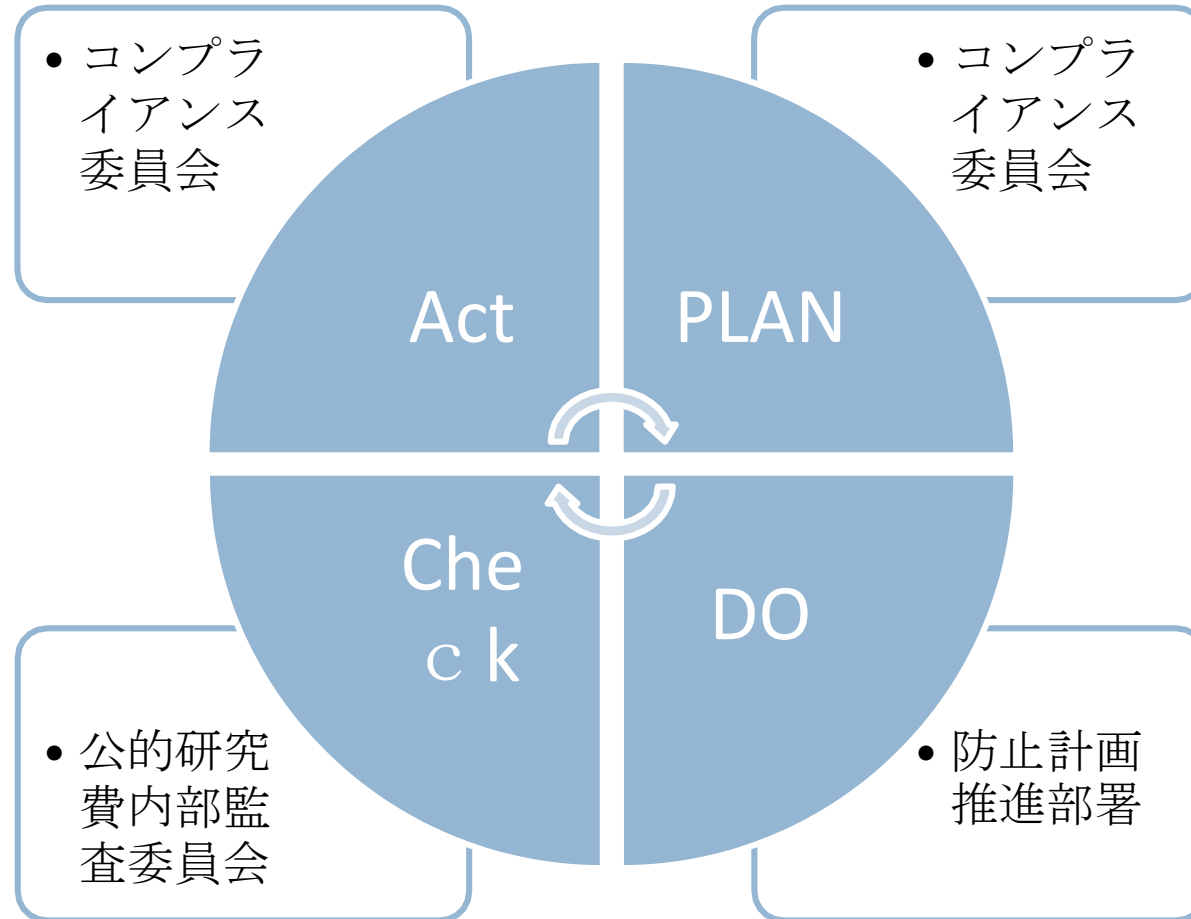 • コンプラ
イアンス
委員会
• コンプラ
イアンス
委員会
Act
PLAN
Che
ｃk
DO
• 公的研究
費内部監
査委員会
• 防止計画
推進部署